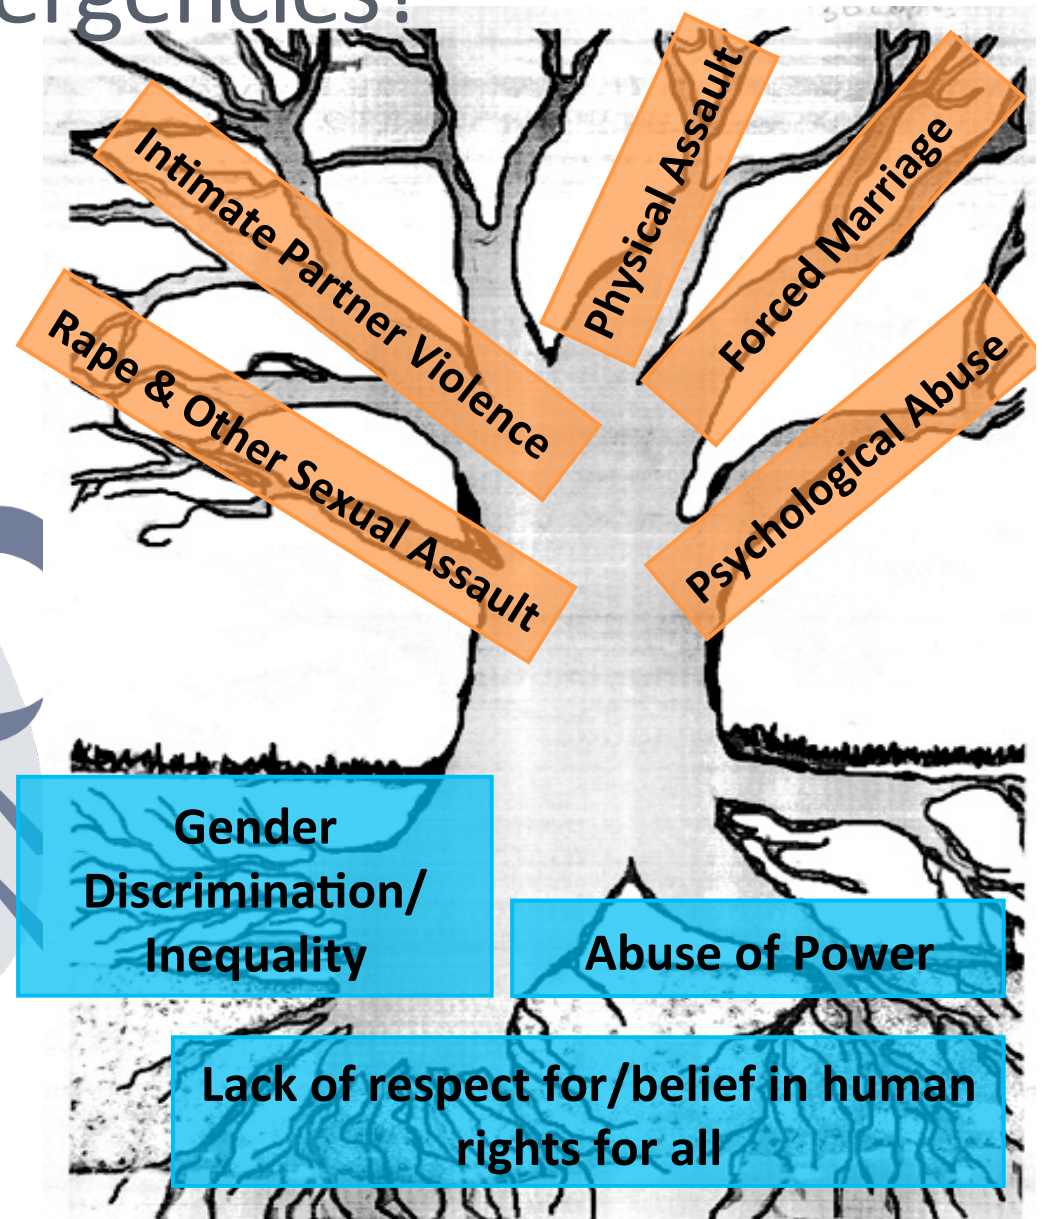 ergencies?
Physical Assault
Forced Marriage
Intimate Partner Violence
Rape & Other Sexual Assault
Psychological Abuse
Gender
Discrimination/
Inequality
Abuse of Power
Lack of respect for/belief in human
rights for all